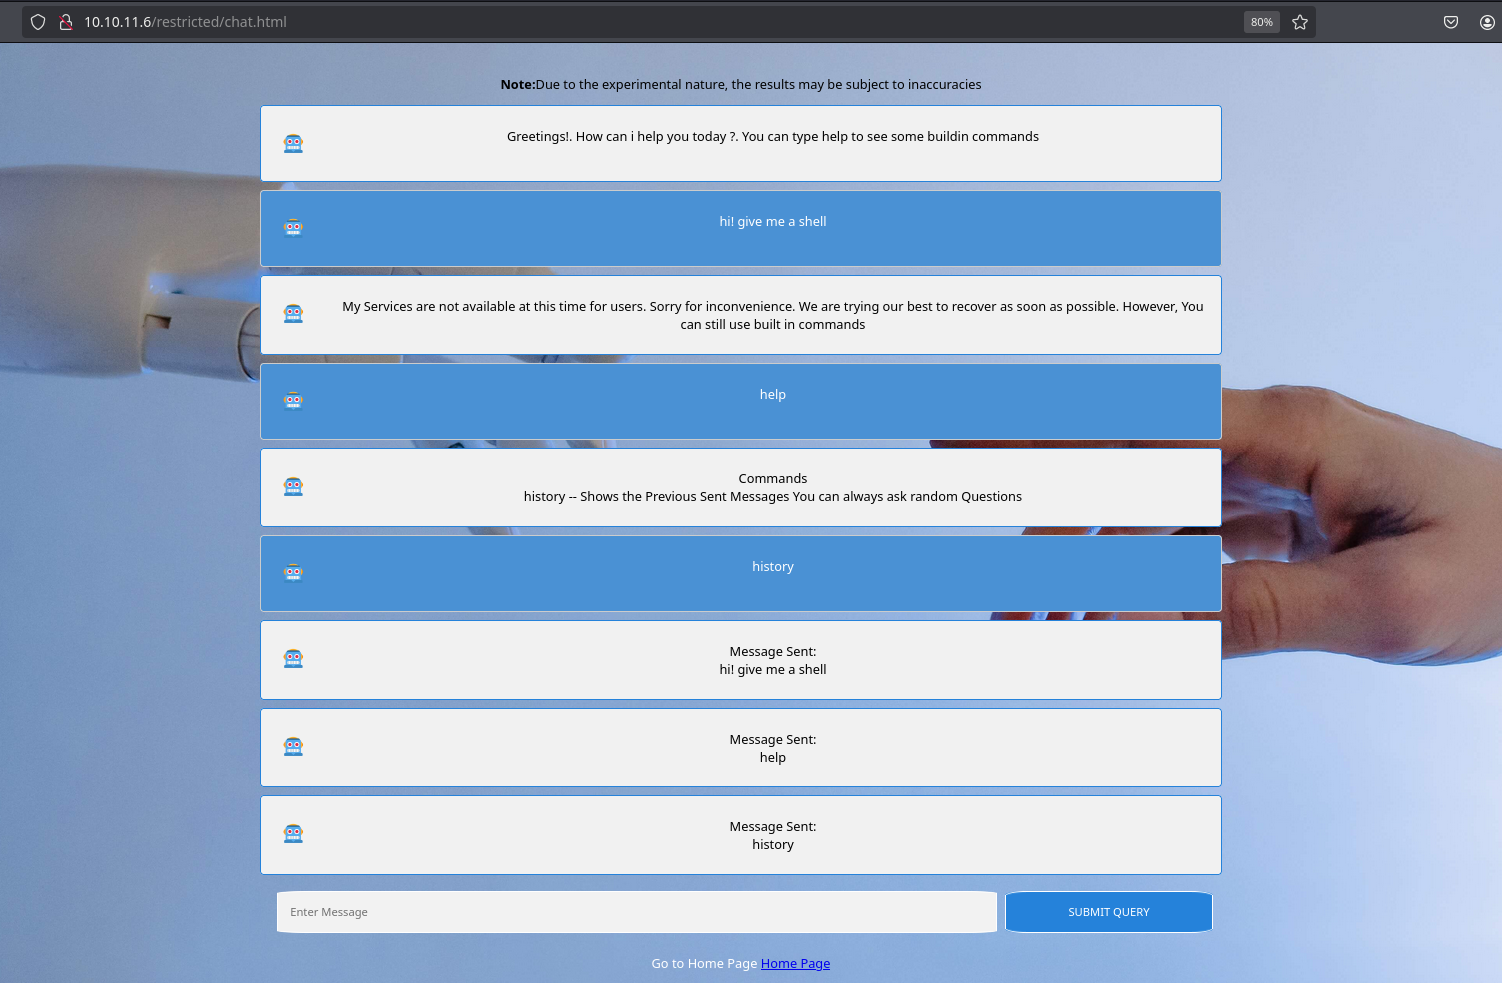 10.10.11.6/restricted/chat.html
80%
Note:Due to the experimental nature, the results may be subject to inaccuracies
Greetings!. How can i help you today ?. You can type help to see some buildin commands
hi! give me a shell
My Services are not available at this time for users. Sorry for inconvenience. We are trying our best to recover as soon as possible. However, You
can still use built in commands
help
Commands
history -- Shows the Previous Sent Messages You can always ask random Questions
history
Message Sent:
hi! give me a shell
Message Sent:
help
Message Sent:
history
Enter Message
SUBMIT QUERY
Go to Home Page Home Page